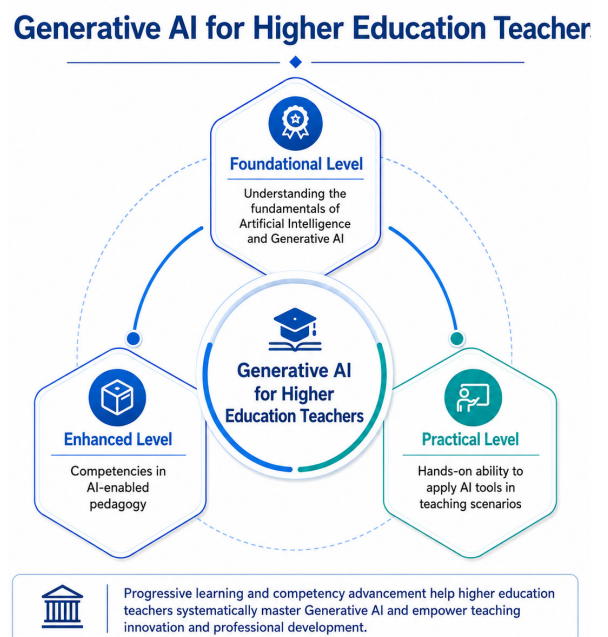 Generative AI for Higher Education Teachers
Foundational Level
Understanding the
fundamentals of
Artificial Intelligence
and Generative AI
Generative AI
for Higher
Education Teachers
Enhanced Level
Competencies in
AI-enabled
pedagogy
Practical Level
Hands-on ability to
apply AI tools in
teaching scenarios
Progressive learning and competency advancement help higher education
teachers systematically master Generative AI and empower teaching
innovation and professional development.